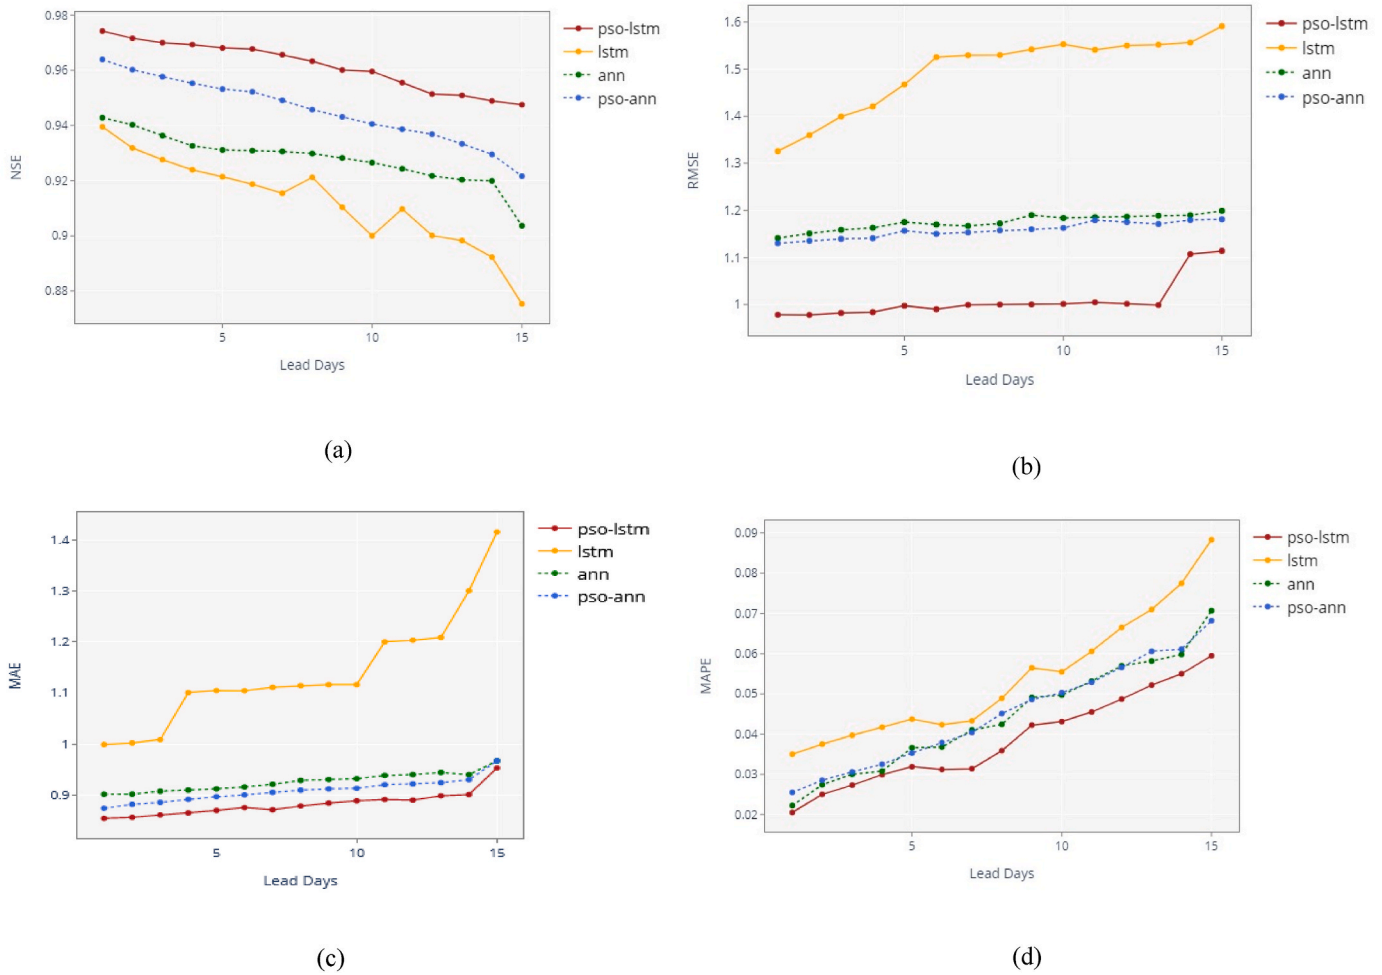 0.98
0.96
0.94
0.92
0.9
0.88
NSE
5
10
15
Lead Days
pso-lstm
lstm
ann
pso-ann
(a)
1.6
1.5
1.4
1.3
1.2
1.1
1
RMSE
5
10
15
Lead Days
pso-lstm
lstm
ann
pso-ann
(b)
1.4
1.3
1.2
1.1
1
0.9
MAE
5
10
15
Lead Days
pso-lstm
lstm
ann
pso-ann
(c)
0.09
0.08
0.07
0.06
0.05
0.04
0.03
0.02
MAPE
5
10
15
Lead Days
pso-lstm
lstm
ann
pso-ann
(d)